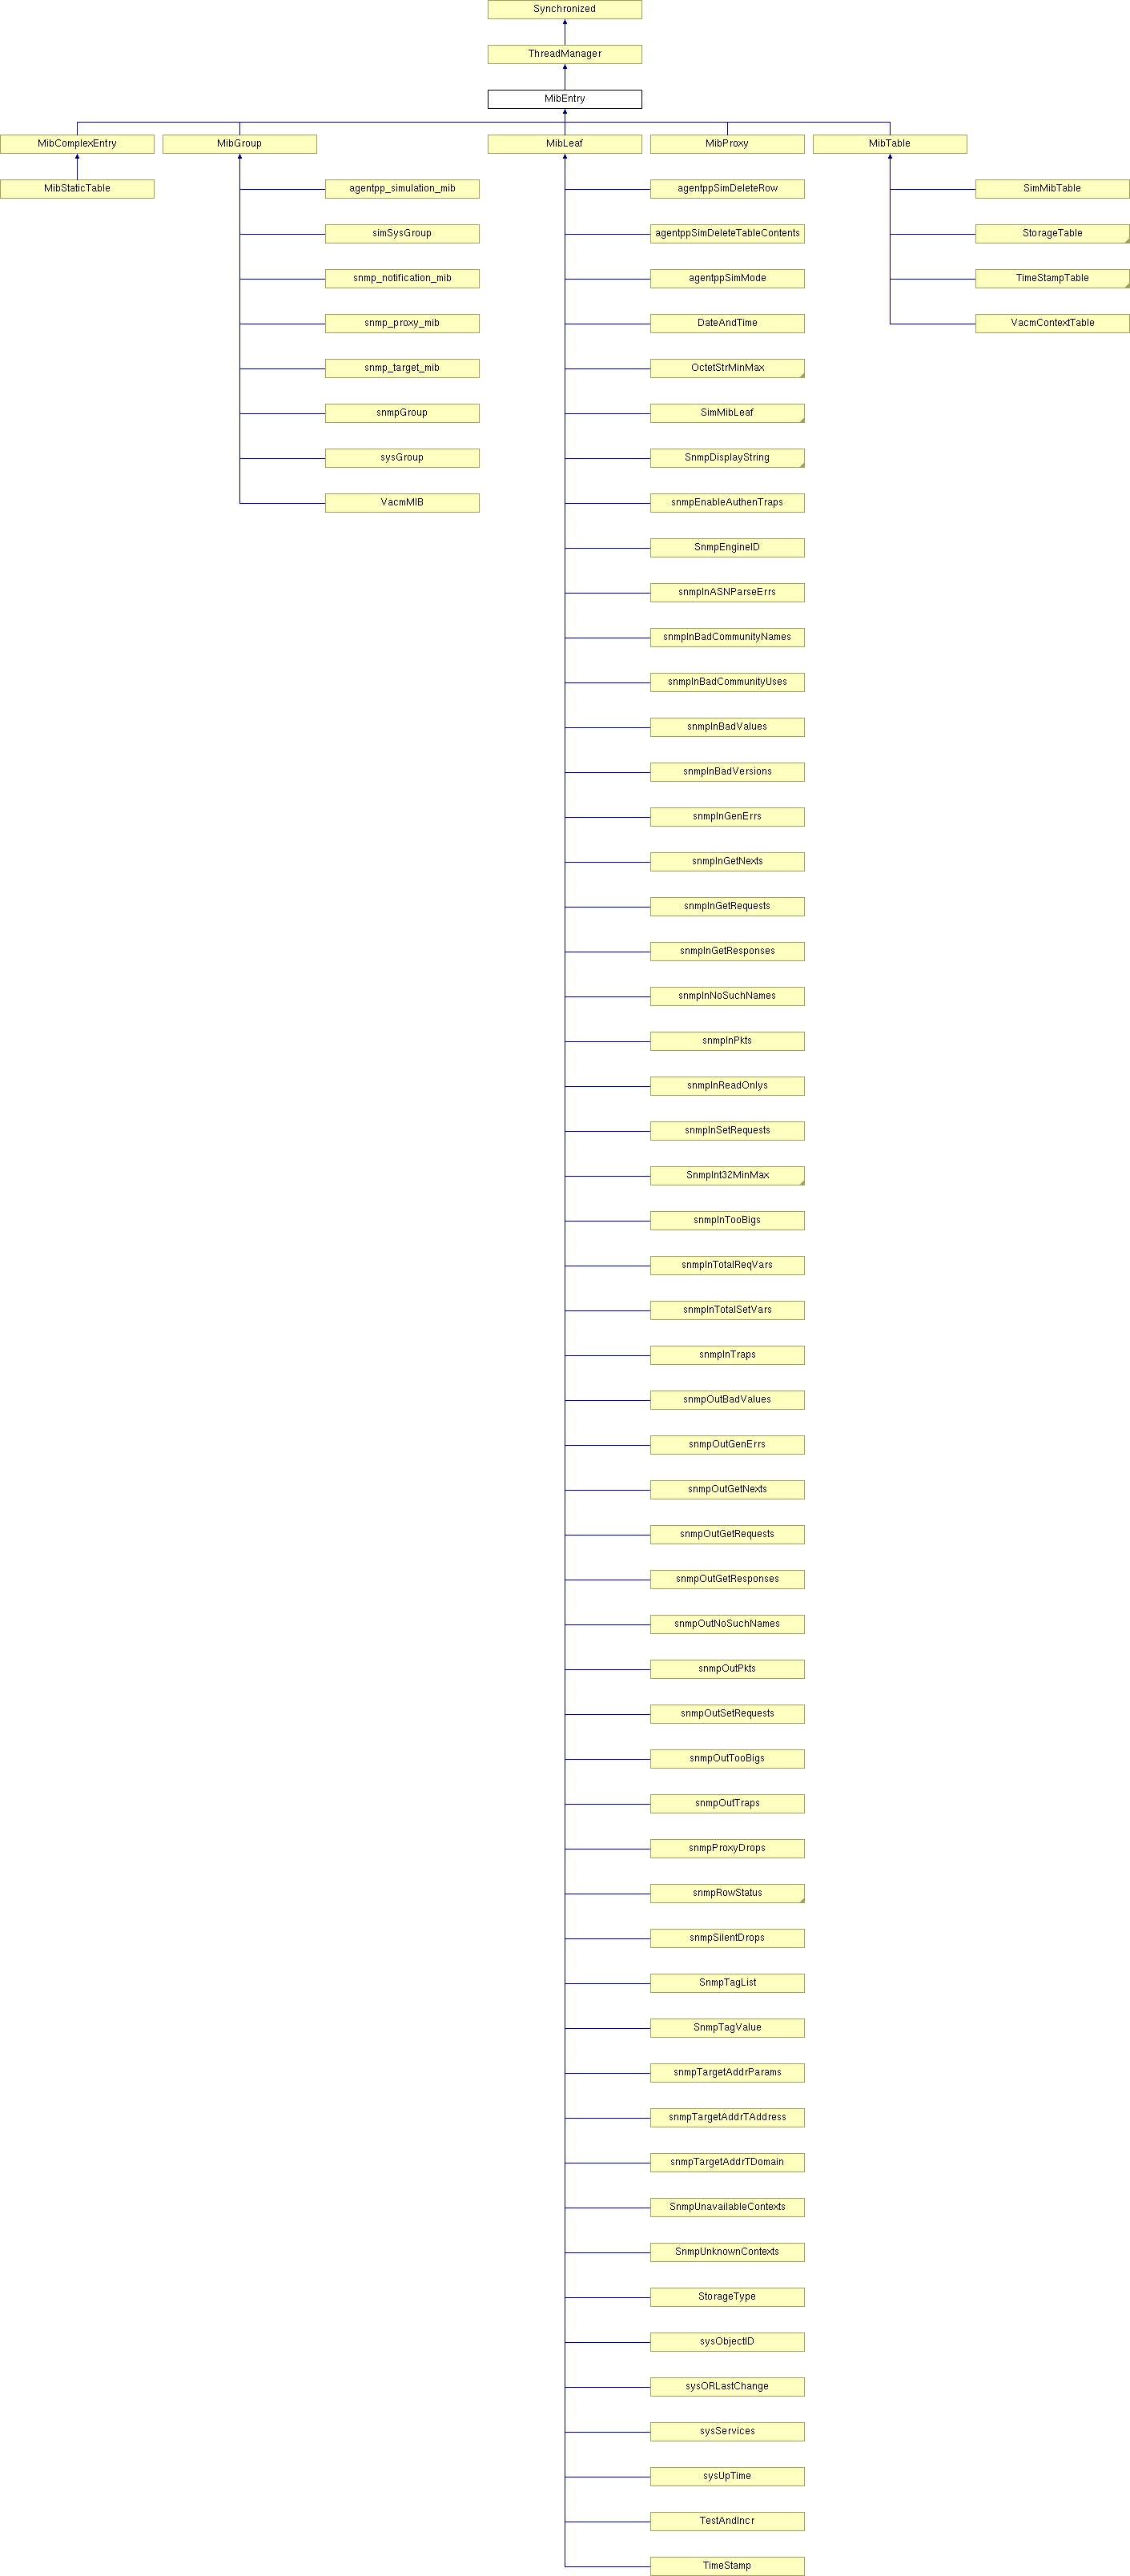 Synchronized
ThreadManager
MibEntry
MibComplexEntry
MibGroup
MibLeaf
MibProxy
MibTable
MibStaticTable
agentpp_simulation_mib
agentppSimDeleteRow
SimMibTable
simSysGroup
agentppSimDeleteTableContents
StorageTable
snmp_notification_mib
agentppSimMode
TimeStampTable
snmp_proxy_mib
DateAndTime
VacmContextTable
snmp_target_mib
OctetStrMinMax
snmpGroup
SimMibLeaf
sysGroup
SnmpDisplayString
VacmMIB
snmpEnableAuthenTraps
SnmpEngineID
snmpInASNParseErrs
snmpInBadCommunityNames
snmpInBadCommunityUses
snmpInBadValues
snmpInBadVersions
snmpInGenErrs
snmpInGetNexts
snmpInGetRequests
snmpInGetResponses
snmpInNoSuchNames
snmpInPkts
snmpInReadOnlys
snmpInSetRequests
SnmpInt32MinMax
snmpInTooBigs
snmpInTotalReqVars
snmpInTotalSetVars
snmpInTraps
snmpOutBadValues
snmpOutGenErrs
snmpOutGetNexts
snmpOutGetRequests
snmpOutGetResponses
snmpOutNoSuchNames
snmpOutPkts
snmpOutSetRequests
snmpOutTooBigs
snmpOutTraps
snmpProxyDrops
snmpRowStatus
snmpSilentDrops
SnmpTagList
SnmpTagValue
snmpTargetAddrParams
snmpTargetAddrTAddress
snmpTargetAddrTDomain
SnmpUnavailableContexts
SnmpUnknownContexts
StorageType
sysObjectID
sysORLastChange
sysServices
sysUpTime
TestAndIncr
TimeStamp